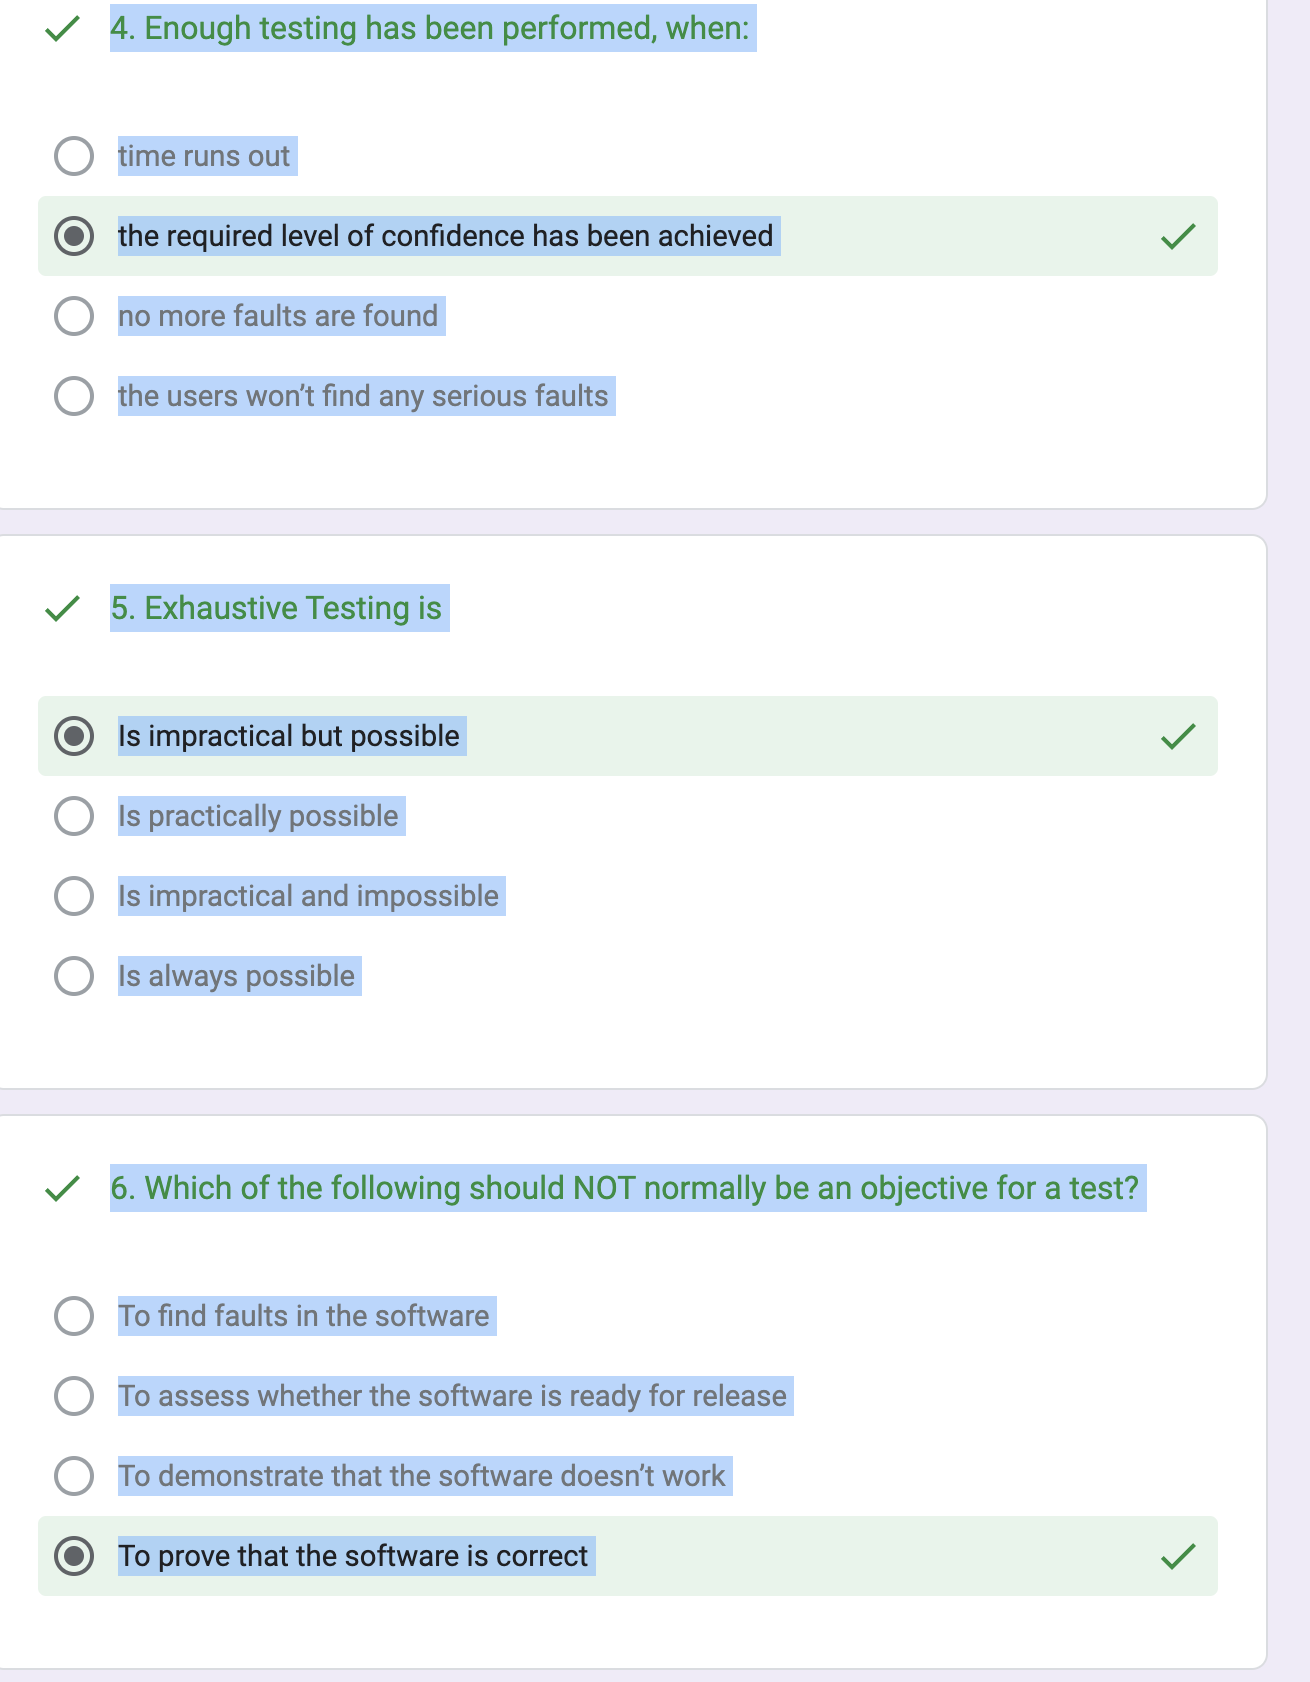 4. Enough testing has been performed, when:
time runs out
the required level of confidence has been achieved
no more faults are found
the users won’t find any serious faults
5. Exhaustive Testing is
Is impractical but possible
Is practically possible
Is impractical and impossible
Is always possible
6. Which of the following should NOT normally be an objective for a test?
To find faults in the software
To assess whether the software is ready for release
To demonstrate that the software doesn’t work
To prove that the software is correct